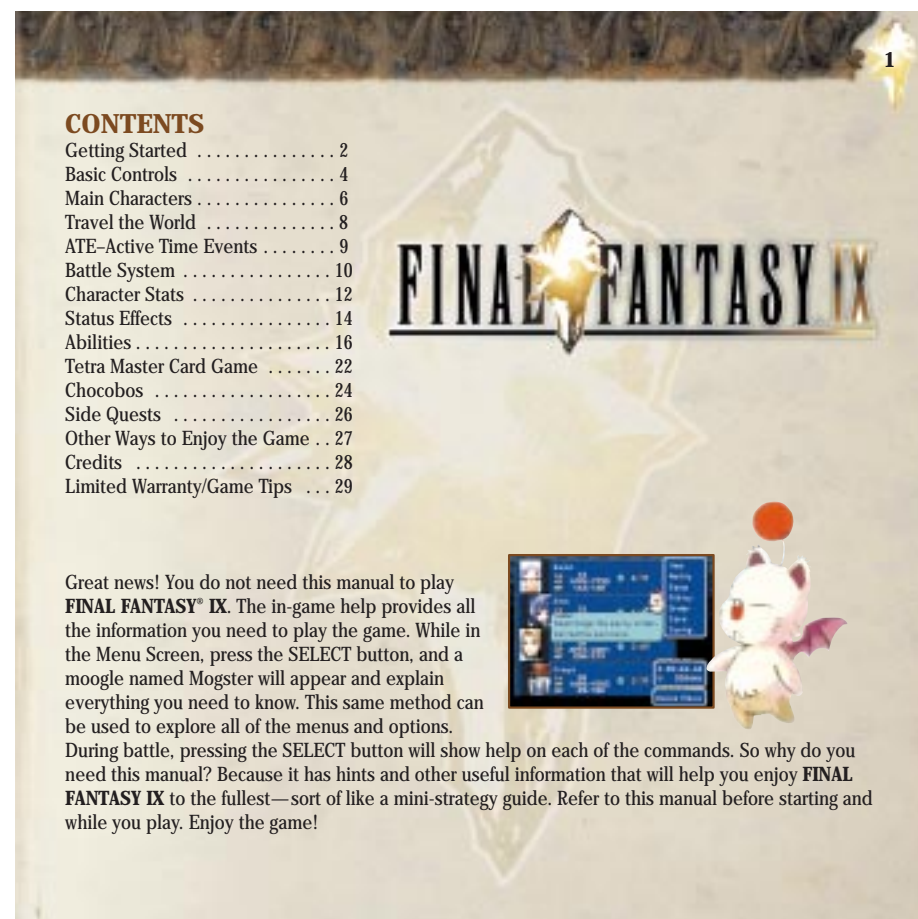 1
CONTENTS
Getting Started . . . . . . . . . . . . . . . 2
Basic Controls . . . . . . . . . . . . . . . . 4
Main Characters . . . . . . . . . . . . . . . 6
Travel the World . . . . . . . . . . . . . . 8
ATE–Active Time Events . . . . . . . . 9
Battle System . . . . . . . . . . . . . . . . 10
Character Stats . . . . . . . . . . . . . . . 12
Status Effects . . . . . . . . . . . . . . . . 14
Abilities . . . . . . . . . . . . . . . . . . . . . 16
Tetra Master Card Game . . . . . . . 22
Chocobos . . . . . . . . . . . . . . . . . . . 24
Side Quests . . . . . . . . . . . . . . . . . 26
Other Ways to Enjoy the Game . . 27
Credits . . . . . . . . . . . . . . . . . . . . . 28
Limited Warranty/Game Tips . . . 29
FINAL FANTASY IX
Great news! You do not need this manual to play
FINAL FANTASY® IX. The in-game help provides all
the information you need to play the game. While in
the Menu Screen, press the SELECT button, and a
moogle named Mogster will appear and explain
everything you need to know. This same method can
be used to explore all of the menus and options.
During battle, pressing the SELECT button will show help on each of the commands. So why do you
need this manual? Because it has hints and other useful information that will help you enjoy FINAL
FANTASY IX to the fullest—sort of like a mini-strategy guide. Refer to this manual before starting and
while you play. Enjoy the game!